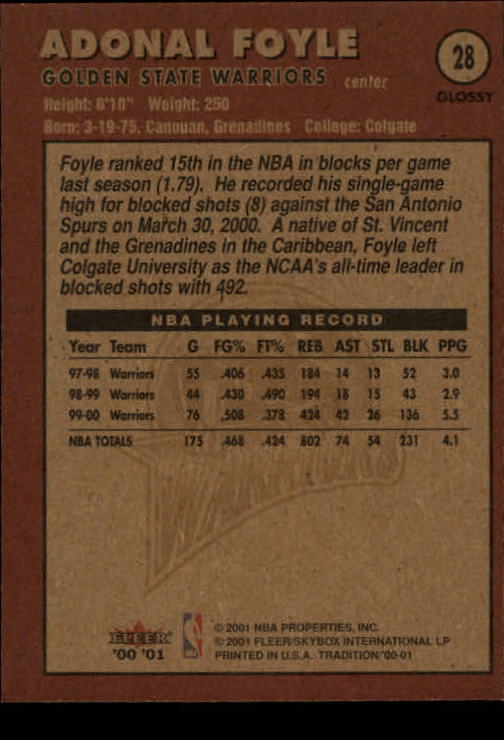 ADONAL FOYLE
28
GOLDEN STATE WARRIORS center
GLOSSY
Height: 6'10" Weight: 250
Born: 3-19-75, Canouan, Grenadines College: Colgate
Foyle ranked 15th in the NBA in blocks per game
last season (1.79). He recorded his single-game
high for blocked shots (8) against the San Antonio
Spurs on March 30, 2000. A native of St. Vincent
and the Grenadines in the Caribbean, Foyle left
Colgate University as the NCAA's all-time leader in
blocked shots with 492.
NBA PLAYING RECORD
Year Team G FG% FT% REB AST STL BLK PPG
97-98 Warriors 55 .406 .435 184 14 13 52 3.0
98-99 Warriors 44 .430 .490 194 18 15 43 2.9
99-00 Warriors 76 .508 .378 424 42 26 136 5.5
NBA TOTALS 175 .468 .424 802 74 54 231 4.1
WARRIORS
FLEER
'00 '01
© 2001 NBA PROPERTIES, INC.
© 2001 FLEER/SKYBOX INTERNATIONAL LP
PRINTED IN U.S.A. TRADITION'00-01